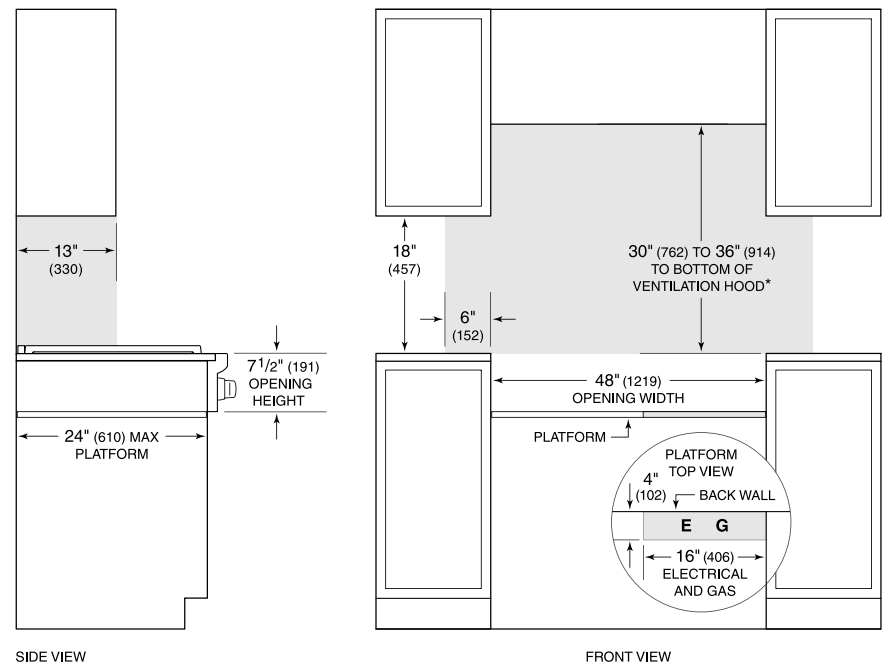 13"
(330)
7 1/2" (191)
OPENING
HEIGHT
24" (610) MAX
PLATFORM
SIDE VIEW
18"
(457)
6"
(152)
30" (762) TO 36" (914)
TO BOTTOM OF
VENTILATION HOOD*
48" (1219)
OPENING WIDTH
PLATFORM
PLATFORM
TOP VIEW
4"
(102)
BACK WALL
E G
16" (406)
ELECTRICAL
AND GAS
FRONT VIEW